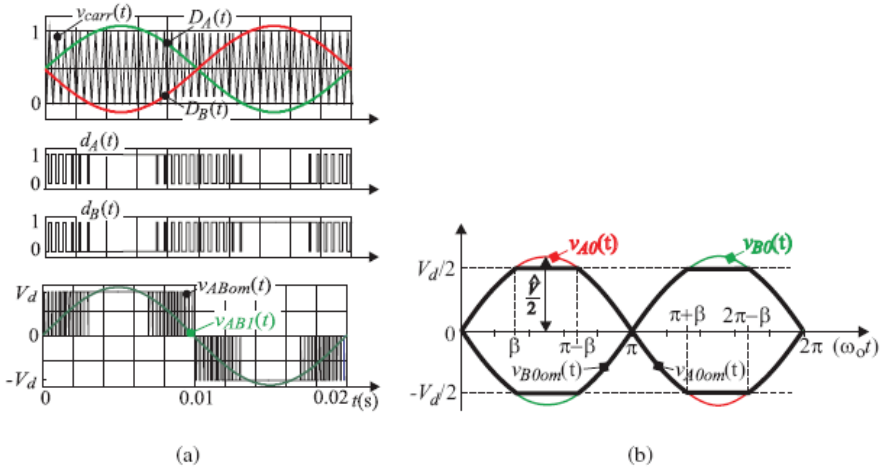 v_carr(t) D_A(t)
1
0
D_B(t)
d_A(t)
1
0
d_B(t)
1
0
V_d
v_ABom(t)
0
v_AB1(t)
-V_d
0 0.01 0.02 t(s)
(a)
v_A0(t) v_B0(t)
V_d/2
v̂/2
0
β π−β π π+β 2π−β 2π (ω_o t)
v_B0om(t) v_A0om(t)
-V_d/2
(b)